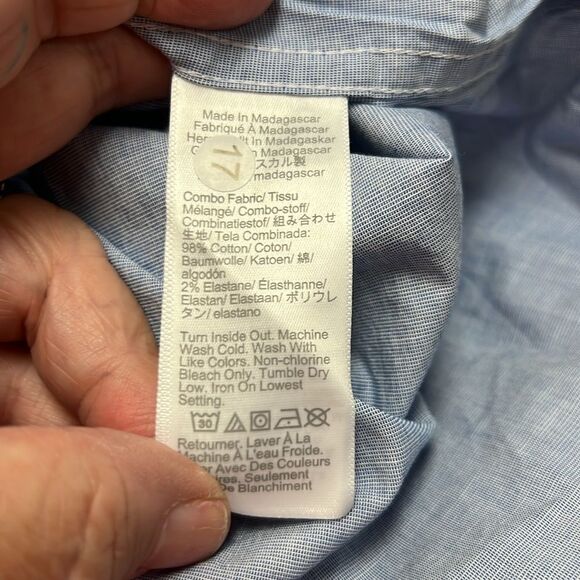 Made In Madagascar
Fabriqué À Madagascar
In Madagaskar
Madagascar
スカル製
/madagascar
17
Combo Fabric/ Tissu
Mélangé/ Combo-stoff/
Combinatiestof/ 組み合わせ
生地/ Tela Combinada:
98% Cotton/ Coton/
Baumwolle/ Katoen/ 綿/
algodón
2% Elastane/ Élasthanne/
Elastan/ Elastaan/ ポリウレ
タン/ elastano
Turn Inside Out. Machine
Wash Cold. Wash With
Like Colors. Non-chlorine
Bleach Only. Tumble Dry
Low. Iron On Lowest
Setting.
30
Retourner. Laver À La
Machine À L'eau Froide.
Avec Des Couleurs
Seulement
Blanchiment